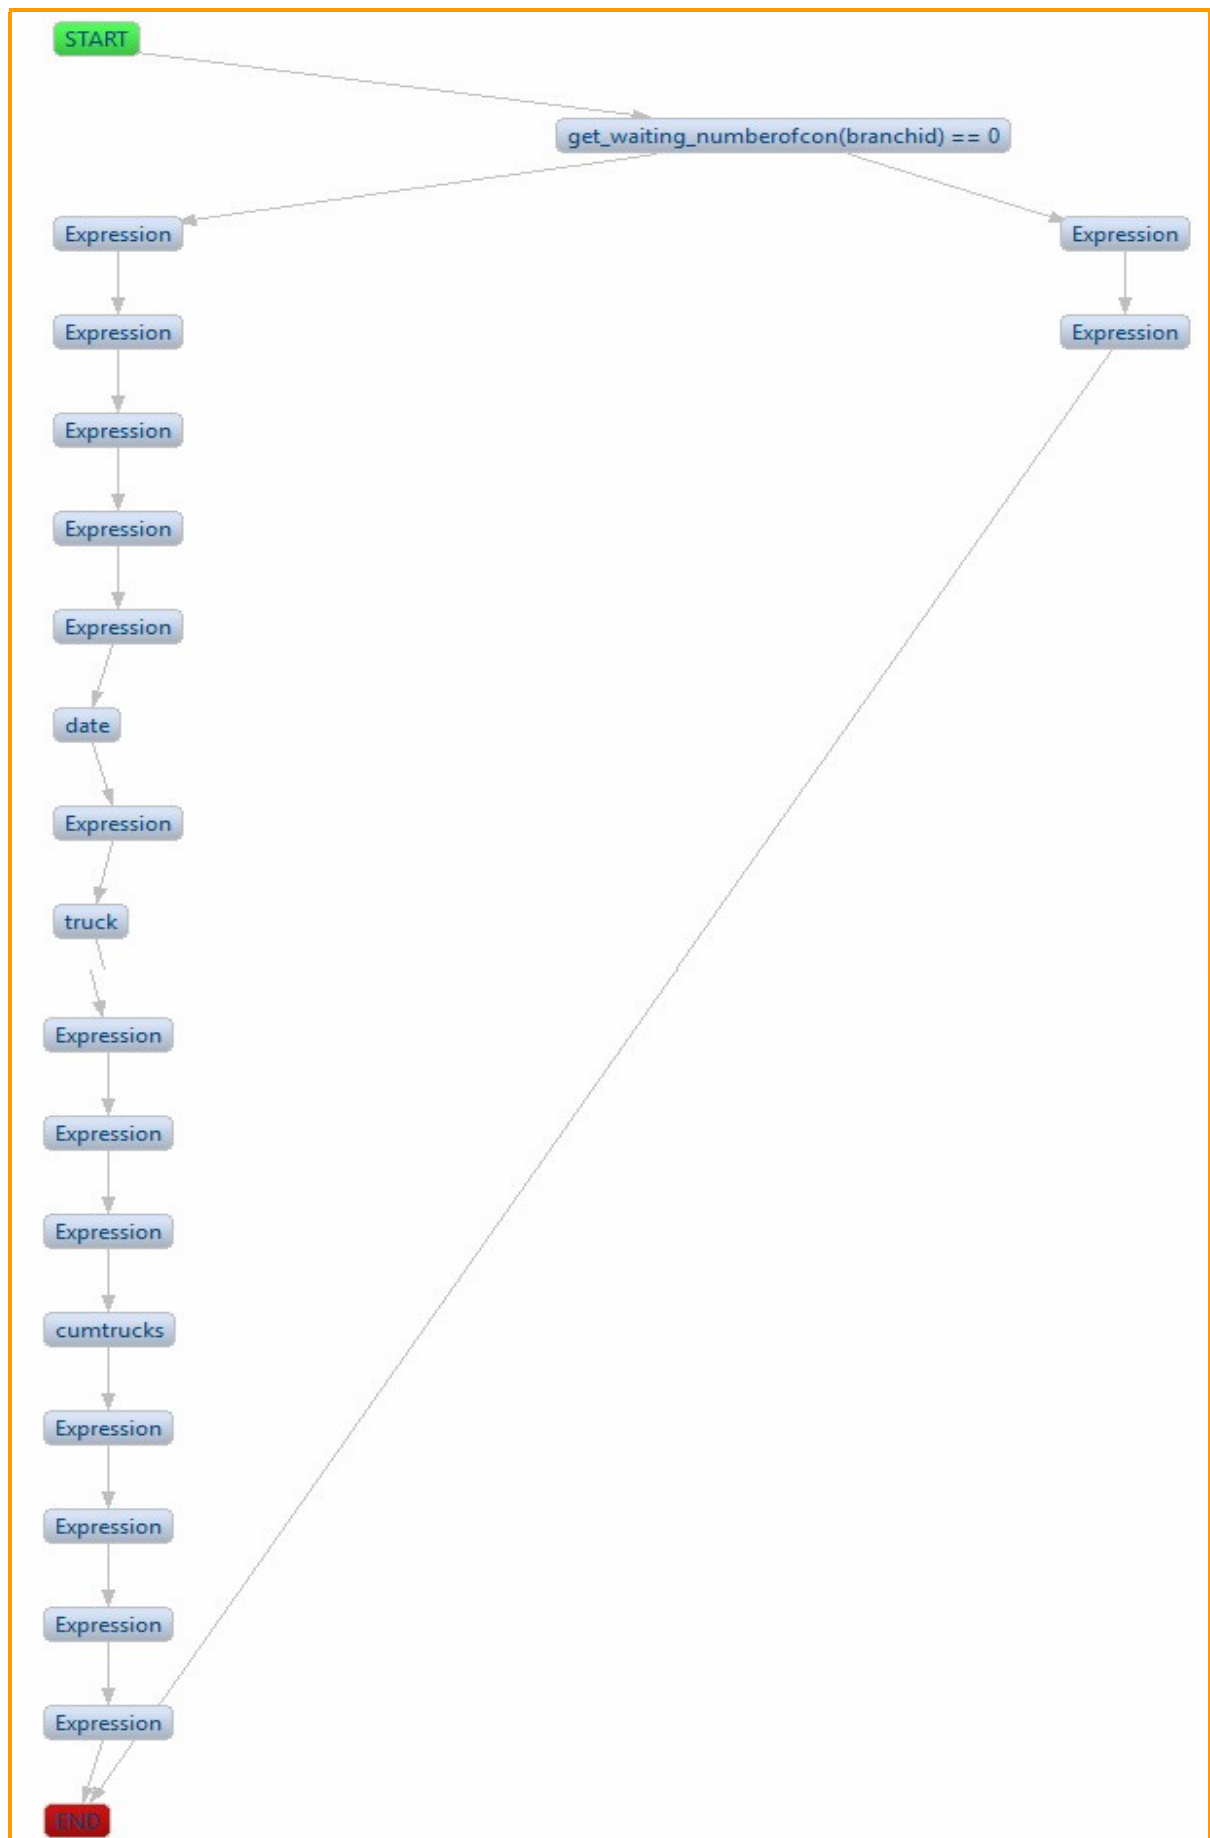 START
get_waiting_numberofcon(branchid) == 0
Expression
Expression
Expression
Expression
Expression
Expression
Expression
date
Expression
truck
Expression
Expression
Expression
cumtrucks
Expression
Expression
Expression
Expression
END